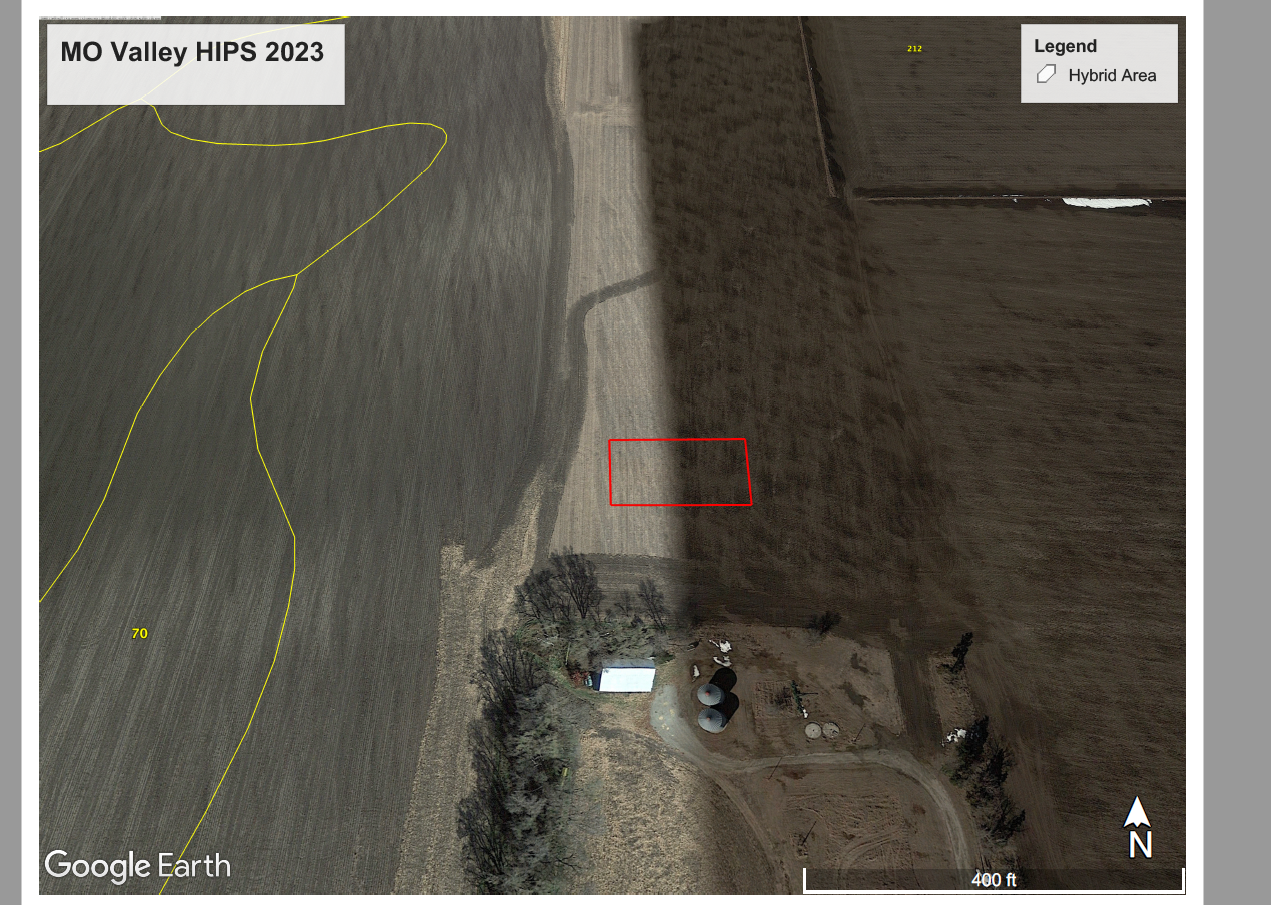 MO Valley HIPS 2023
212
Legend
Hybrid Area
70
N
Google Earth
400 ft